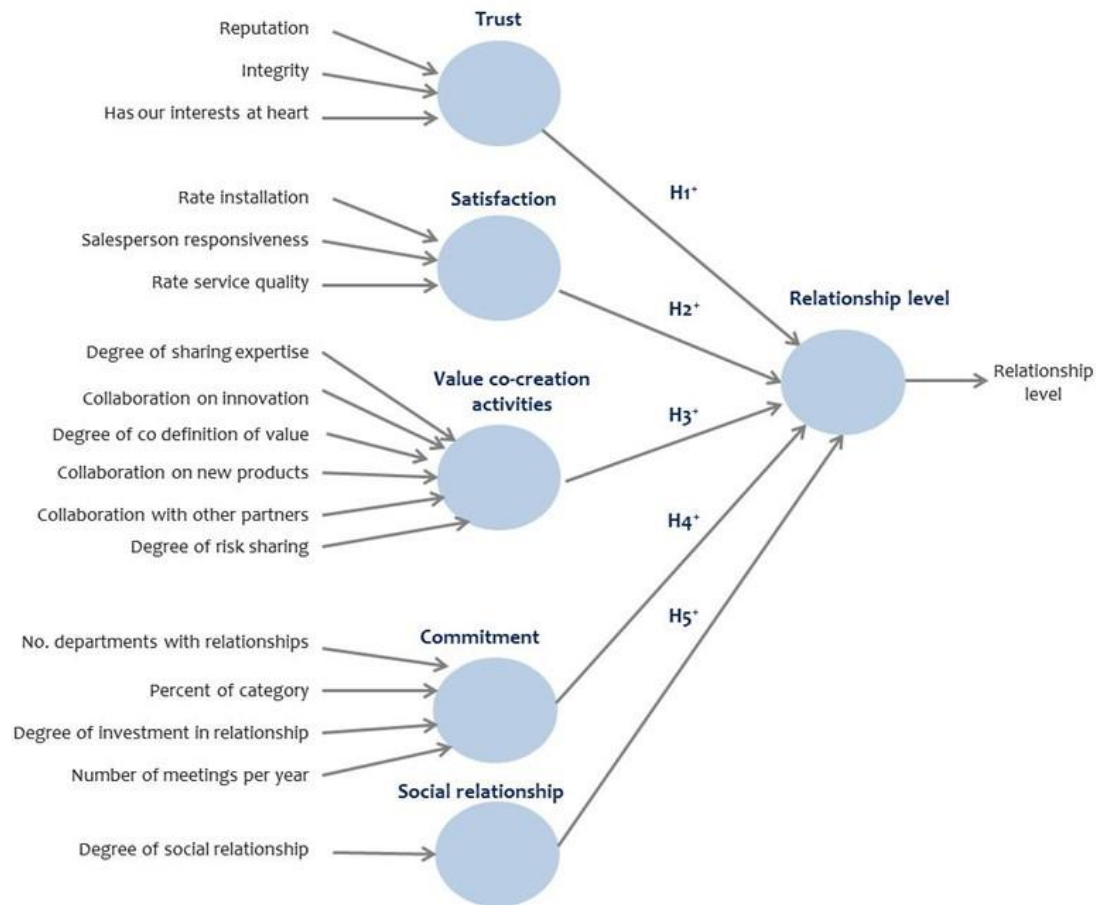 Trust
Reputation
Integrity
Has our interests at heart
H1⁺
Satisfaction
Rate installation
Salesperson responsiveness
Rate service quality
H2⁺
Relationship level
Relationship
level
Degree of sharing expertise
Value co-creation
activities
Collaboration on innovation
H3⁺
Degree of co definition of value
Collaboration on new products
Collaboration with other partners
Degree of risk sharing
H4⁺
H5⁺
Commitment
No. departments with relationships
Percent of category
Degree of investment in relationship
Number of meetings per year
Social relationship
Degree of social relationship